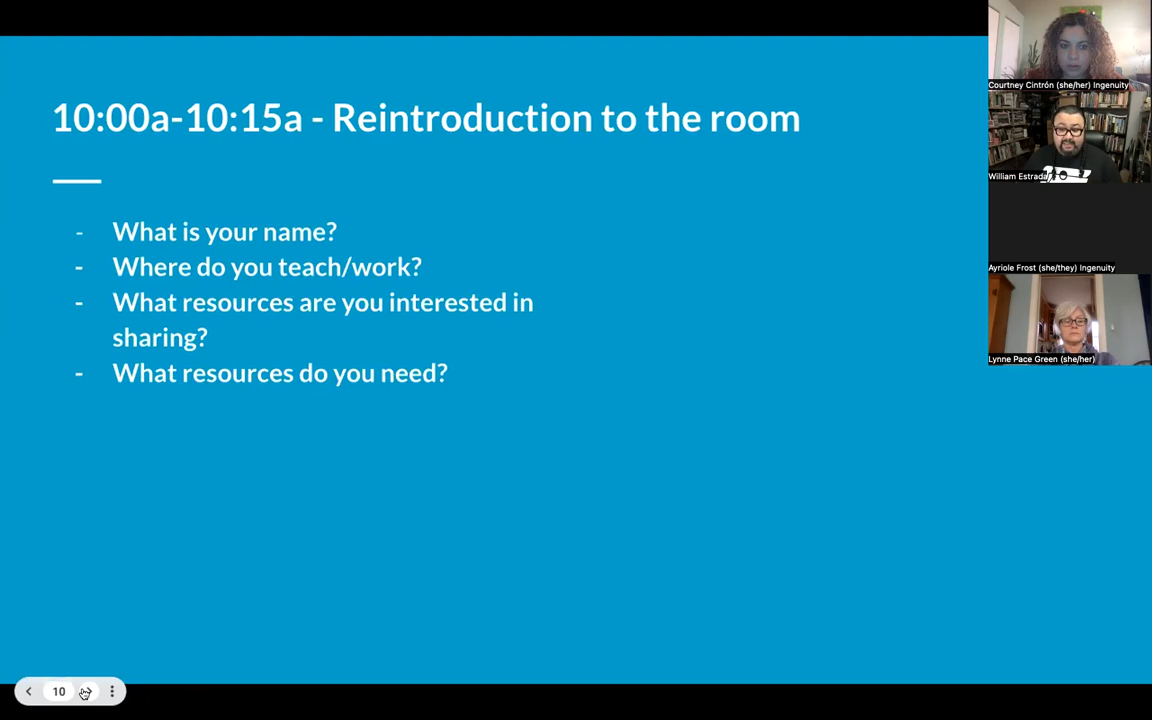 10:00a-10:15a - Reintroduction to the room
- What is your name?
- Where do you teach/work?
- What resources are you interested in
sharing?
- What resources do you need?
Courtney Cintrón (she/her) Ingenuity
William Estrada
Ayriole Frost (she/they) Ingenuity
Lynne Pace Green (she/her)
10